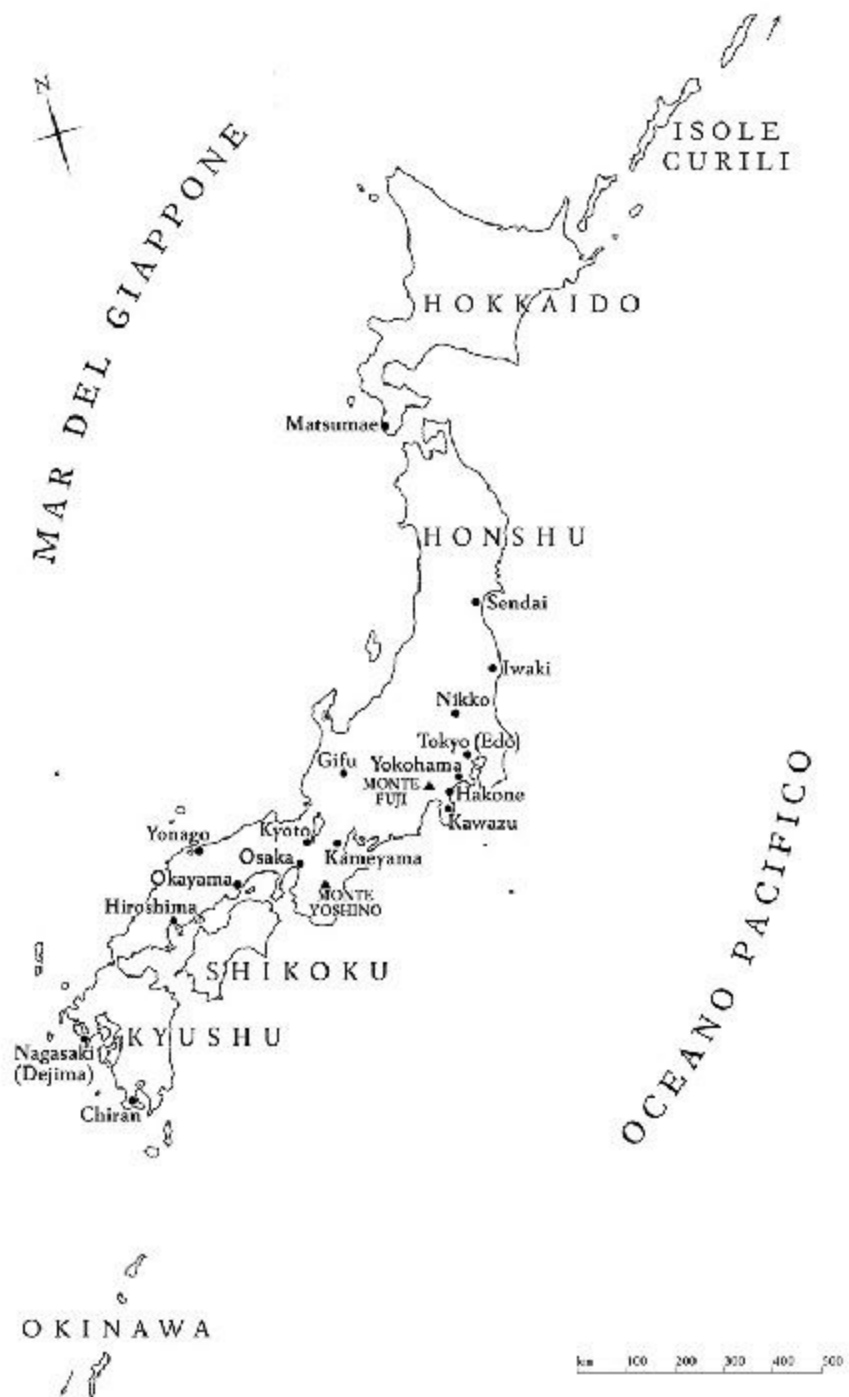 N
ISOLE
CURILI
MAR DEL GIAPPONE
HOKKAIDO
Matsumae
HONSHU
Sendai
Iwaki
Nikko
Tokyo (Edo)
Gifu
Yokohama
MONTE
FUJI
Hakone
Kawazu
Yonago
Kyoto
Osaka
Kameyama
Okayama
MONTE
YOSHINO
Hiroshima
SHIKOKU
OCEANO PACIFICO
KYUSHU
Nagasaki
(Dejima)
Chiran
OKINAWA
km 100 200 300 400 500